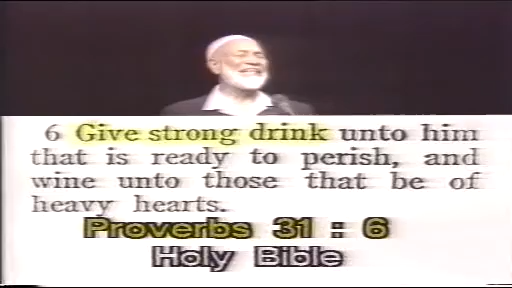 6 Give strong drink unto him
that is ready to perish, and
wine unto those that be of
heavy hearts.
Proverbs 31 : 6
Holy Bible